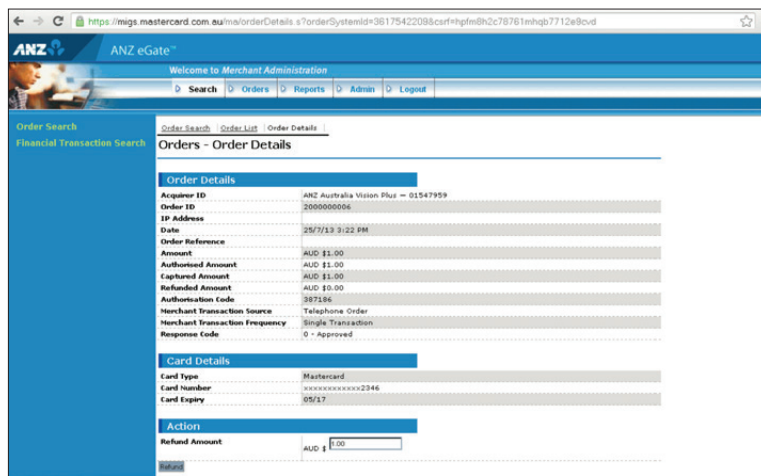 https://migs.mastercard.com.au/ma/orderDetails.s?orderSystemId=3617542209&csrf=hpfm8h2c78761mhqb7712e9cvd
ANZ ANZ eGate™
Welcome to Merchant Administration
Search Orders Reports Admin Logout
Order Search
Financial Transaction Search
Order Search Order List Order Details
Orders - Order Details
Order Details
Acquirer ID ANZ Australia Vision Plus — 01547959
Order ID 2000000006
IP Address
Date 25/7/13 3:22 PM
Order Reference
Amount AUD $1.00
Authorised Amount AUD $1.00
Captured Amount AUD $1.00
Refunded Amount AUD $0.00
Authorisation Code 387186
Merchant Transaction Source Telephone Order
Merchant Transaction Frequency Single Transaction
Response Code 0 - Approved
Card Details
Card Type Mastercard
Card Number xxxxxxxxxxxx2346
Card Expiry 05/17
Action
Refund Amount AUD $ 1.00
Refund